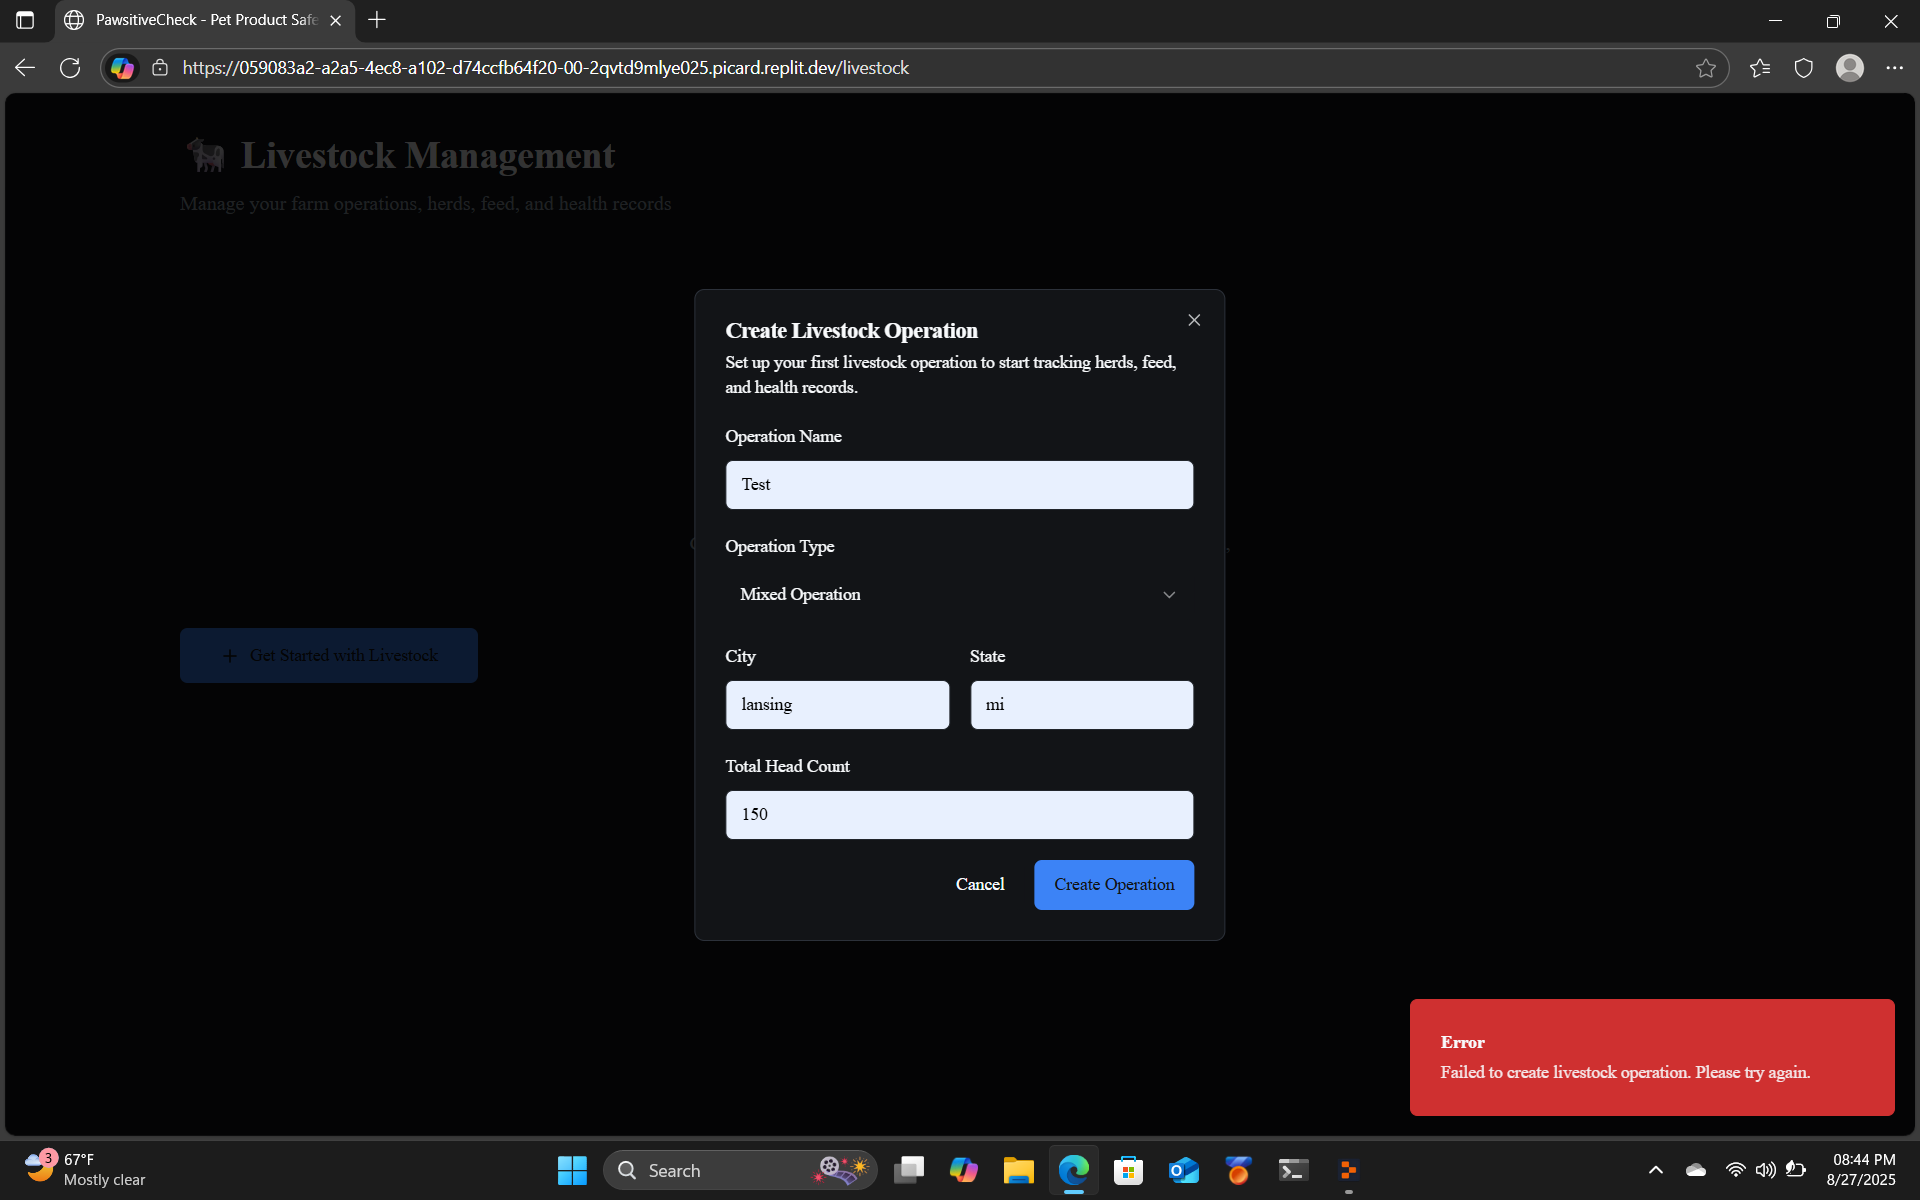 PawsitiveCheck - Pet Product Safe
https://059083a2-a2a5-4ec8-a102-d74ccfb64f20-00-2qvtd9mlye025.picard.replit.dev/livestock
Livestock Management
Manage your farm operations, herds, feed, and health records
Create Livestock Operation
Set up your first livestock operation to start tracking herds, feed,
and health records.
Operation Name
Test
Operation Type
Mixed Operation
Get Started with Livestock
City State
lansing mi
Total Head Count
150
Cancel Create Operation
Error
Failed to create livestock operation. Please try again.
3
67°F
Mostly clear
Search
08:44 PM
8/27/2025